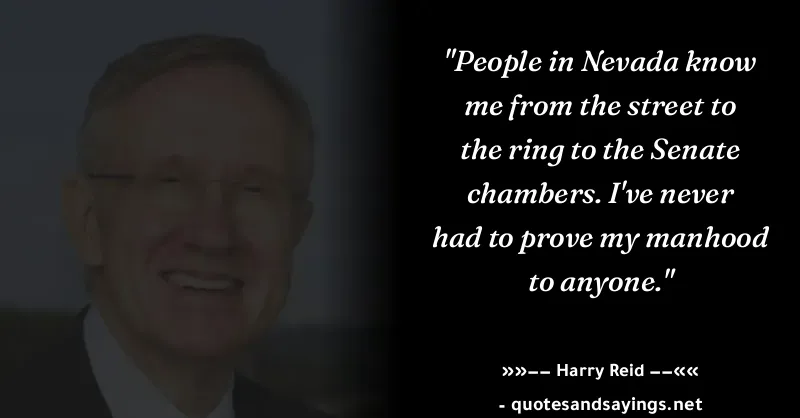 "People in Nevada know
me from the street to
the ring to the Senate
chambers. I've never
had to prove my manhood
to anyone."
»»–– Harry Reid ––««
- quotesandsayings.net